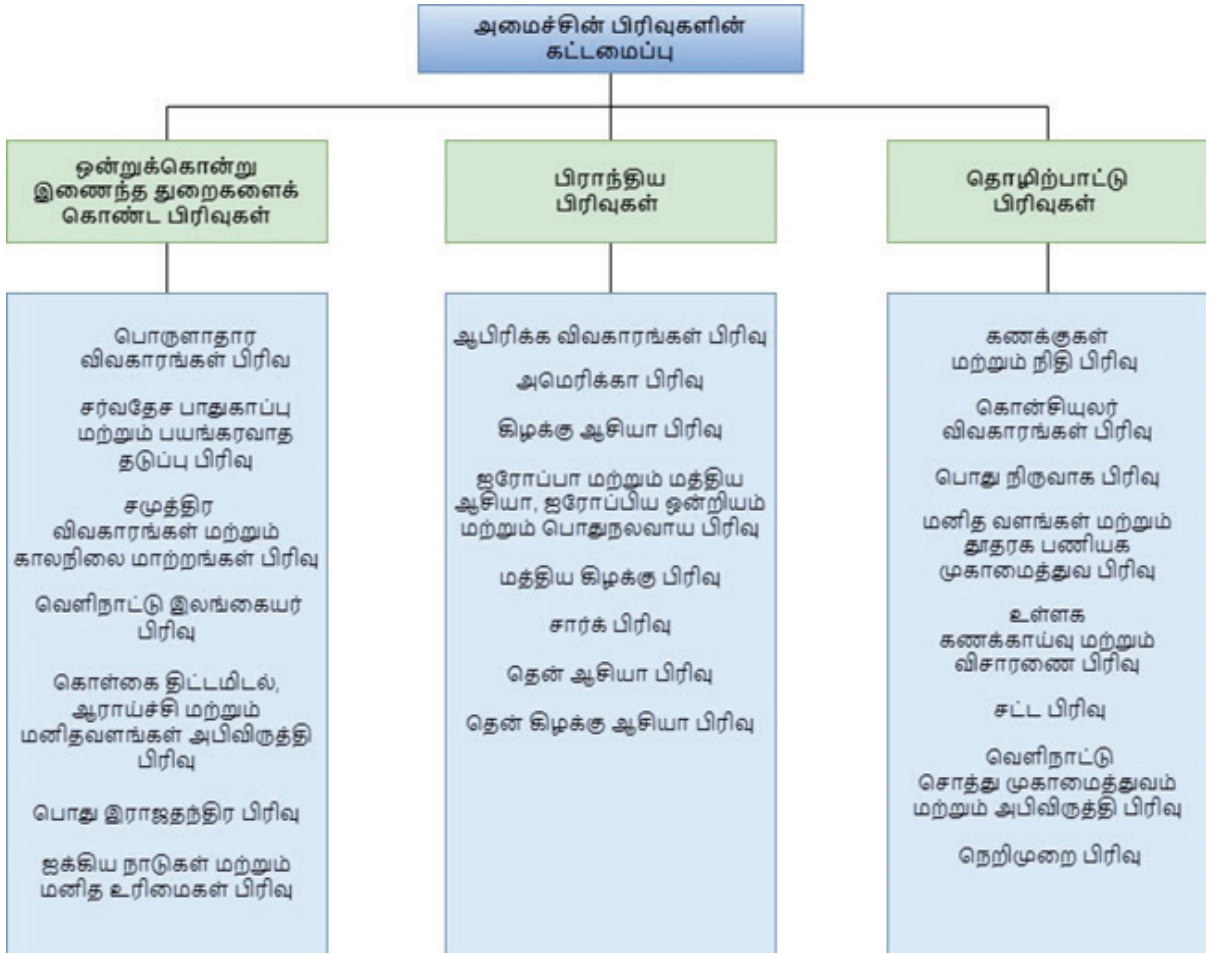 அமைச்சின் பிரிவுகளின்
கட்டமைப்பு
ஒன்றுக்கொன்று
இணைந்த துறைகளைக்
கொண்ட பிரிவுகள்
பொருளாதார
விவகாரங்கள் பிரிவ
சர்வதேச பாதுகாப்பு
மற்றும் பயங்கரவாத
தடுப்பு பிரிவு
சமுத்திர
விவகாரங்கள் மற்றும்
காலநிலை மாற்றங்கள் பிரிவு
வெளிநாட்டு இலங்கையர்
பிரிவு
கொள்கை திட்டமிடல்,
ஆராய்ச்சி மற்றும்
மனிதவளங்கள் அபிவிருத்தி
பிரிவு
பொது இராஜதந்திர பிரிவு
ஐக்கிய நாடுகள் மற்றும்
மனித உரிமைகள் பிரிவு
பிராந்திய
பிரிவுகள்
ஆபிரிக்க விவகாரங்கள் பிரிவு
அமெரிக்கா பிரிவு
கிழக்கு ஆசியா பிரிவு
ஐரோப்பா மற்றும் மத்திய
ஆசியா, ஐரோப்பிய ஒன்றியம்
மற்றும் பொதுநலவாய பிரிவு
மத்திய கிழக்கு பிரிவு
சார்க் பிரிவு
தென் ஆசியா பிரிவு
தென் கிழக்கு ஆசியா பிரிவு
தொழிற்பாட்டு
பிரிவுகள்
கணக்குகள்
மற்றும் நிதி பிரிவு
கொன்சியுலர்
விவகாரங்கள் பிரிவு
பொது நிருவாக பிரிவு
மனித வளங்கள் மற்றும்
தூதரக பணியக
முகாமைத்துவ பிரிவு
உள்ளக
கணக்காய்வு மற்றும்
விசாரணை பிரிவு
சட்ட பிரிவு
வெளிநாட்டு
சொத்து முகாமைத்துவம்
மற்றும் அபிவிருத்தி பிரிவு
நெறிமுறை பிரிவு